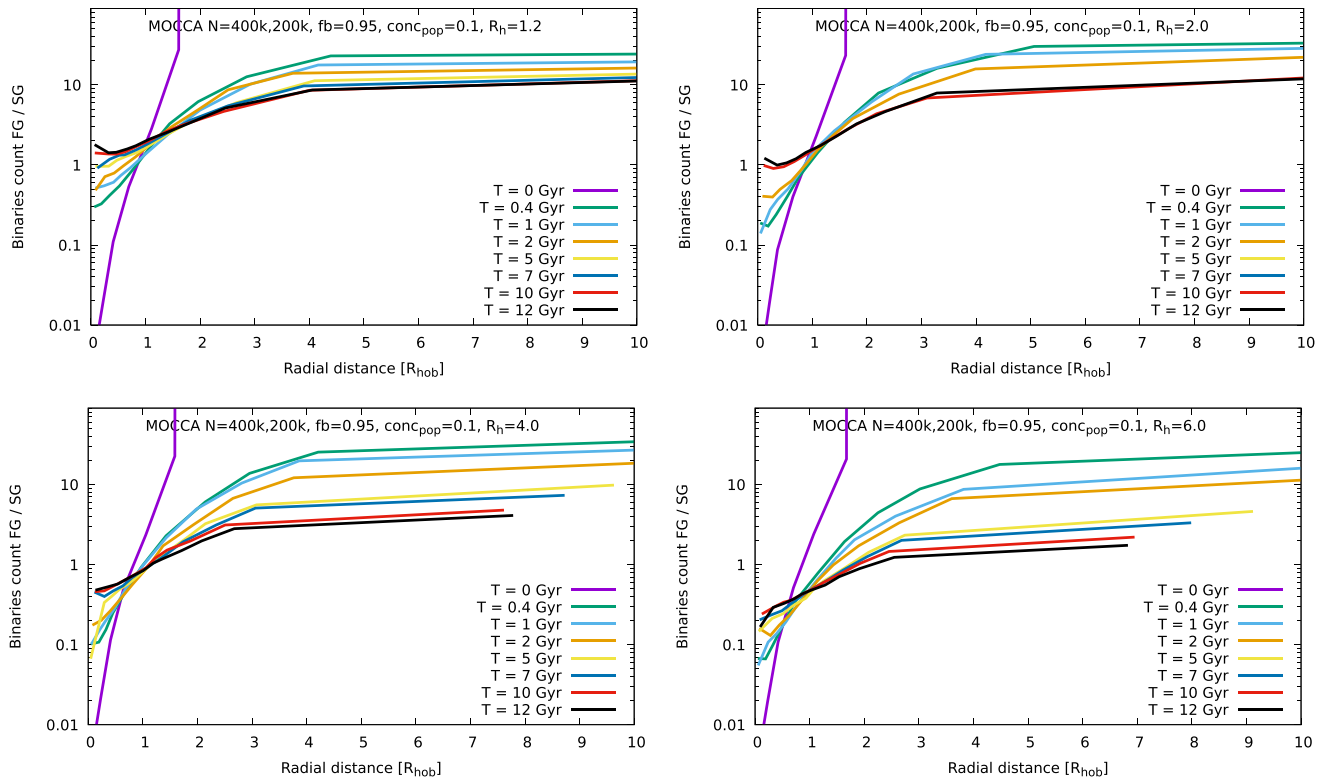 MOCCA N=400k,200k, fb=0.95, conc_pop=0.1, R_h=1.2
Binaries count FG / SG
10
1
0.1
0.01
T = 0 Gyr
T = 0.4 Gyr
T = 1 Gyr
T = 2 Gyr
T = 5 Gyr
T = 7 Gyr
T = 10 Gyr
T = 12 Gyr
0 1 2 3 4 5 6 7 8 9 10
Radial distance [R_hob]
MOCCA N=400k,200k, fb=0.95, conc_pop=0.1, R_h=2.0
Binaries count FG / SG
10
1
0.1
0.01
T = 0 Gyr
T = 0.4 Gyr
T = 1 Gyr
T = 2 Gyr
T = 5 Gyr
T = 7 Gyr
T = 10 Gyr
T = 12 Gyr
0 1 2 3 4 5 6 7 8 9 10
Radial distance [R_hob]
MOCCA N=400k,200k, fb=0.95, conc_pop=0.1, R_h=4.0
Binaries count FG / SG
10
1
0.1
0.01
T = 0 Gyr
T = 0.4 Gyr
T = 1 Gyr
T = 2 Gyr
T = 5 Gyr
T = 7 Gyr
T = 10 Gyr
T = 12 Gyr
0 1 2 3 4 5 6 7 8 9 10
Radial distance [R_hob]
MOCCA N=400k,200k, fb=0.95, conc_pop=0.1, R_h=6.0
Binaries count FG / SG
10
1
0.1
0.01
T = 0 Gyr
T = 0.4 Gyr
T = 1 Gyr
T = 2 Gyr
T = 5 Gyr
T = 7 Gyr
T = 10 Gyr
T = 12 Gyr
0 1 2 3 4 5 6 7 8 9 10
Radial distance [R_hob]